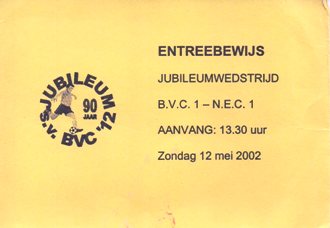 JUBILEUM
90
JAAR
s.v. BVC '12
ENTREEBEWIJS
JUBILEUMWEDSTRIJD
B.V.C. 1 – N.E.C. 1
AANVANG: 13.30 uur
Zondag 12 mei 2002